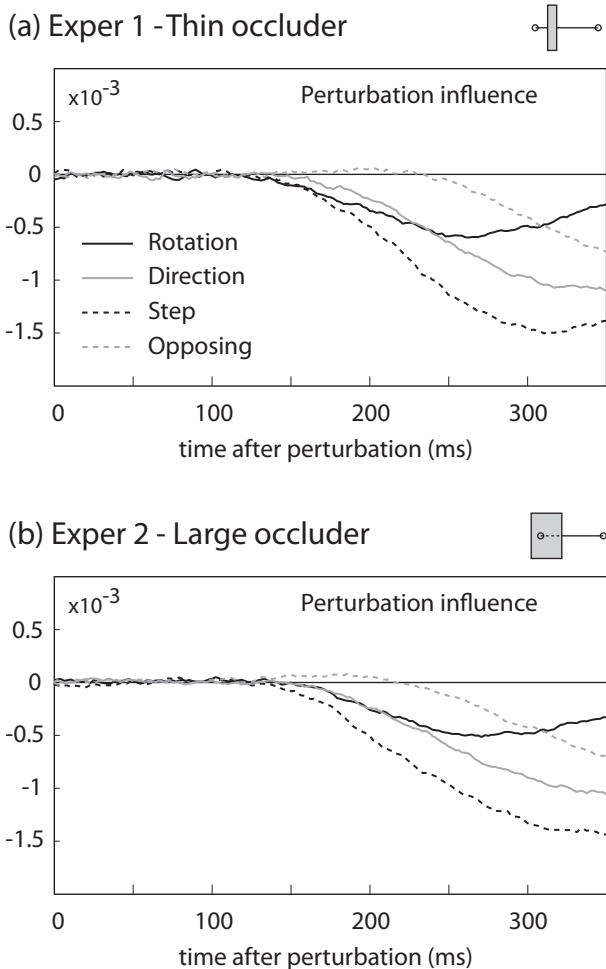 (a) Exper 1 - Thin occluder
x10-3
Perturbation influence
0.5
0
-0.5
-1
-1.5
Rotation
Direction
Step
Opposing
0 100 200 300
time after perturbation (ms)
(b) Exper 2 - Large occluder
x10-3
Perturbation influence
0.5
0
-0.5
-1
-1.5
0 100 200 300
time after perturbation (ms)